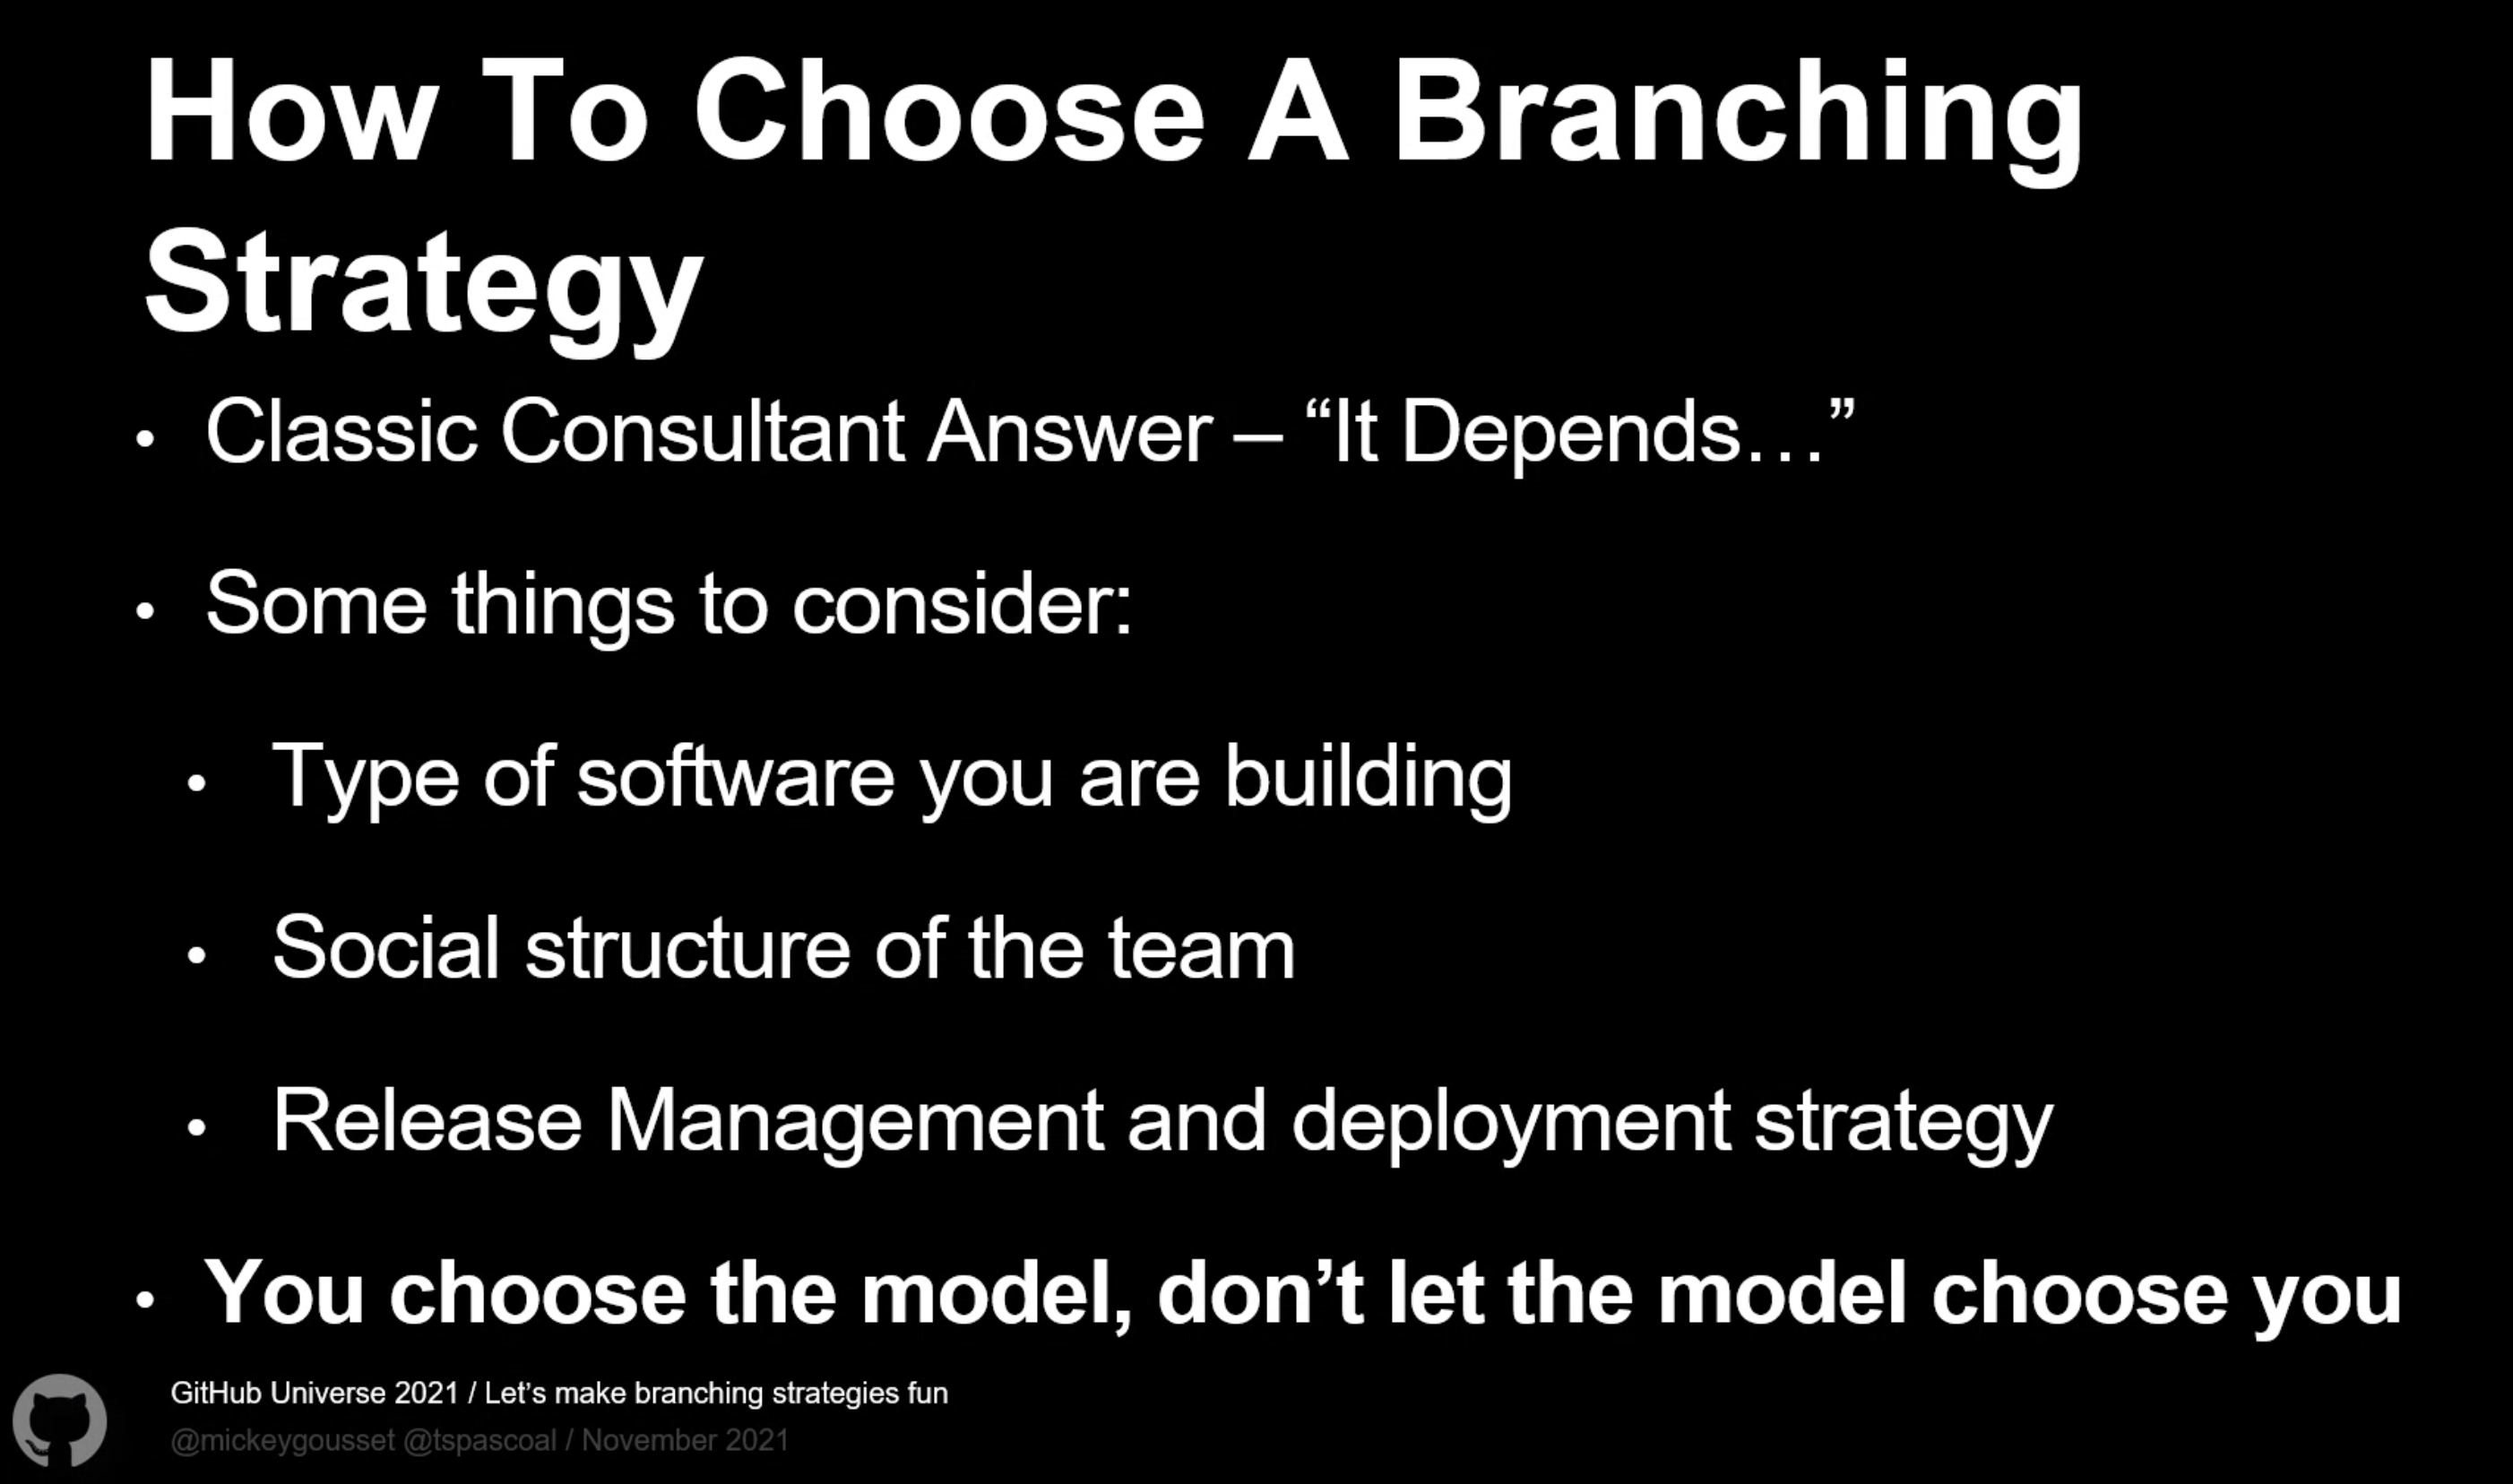 How To Choose A Branching
Strategy
• Classic Consultant Answer – “It Depends…”
• Some things to consider:
• Type of software you are building
• Social structure of the team
• Release Management and deployment strategy
• You choose the model, don’t let the model choose you
GitHub Universe 2021 / Let’s make branching strategies fun
@mickeygousset @tspascoal / November 2021